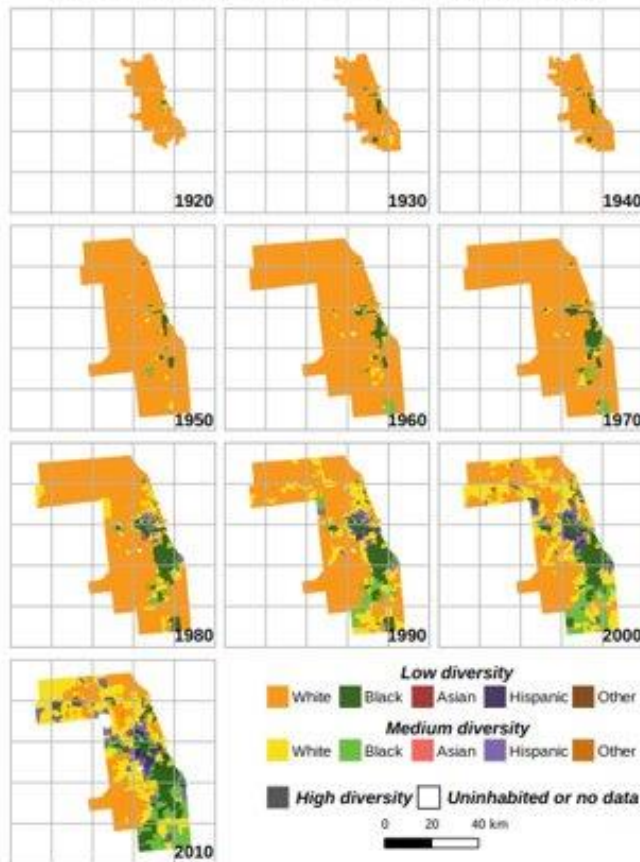 1920
1930
1940
1950
1960
1970
1980
1990
2000
2010
Low diversity
White Black Asian Hispanic Other
Medium diversity
White Black Asian Hispanic Other
High diversity Uninhabited or no data
0 20 40 km